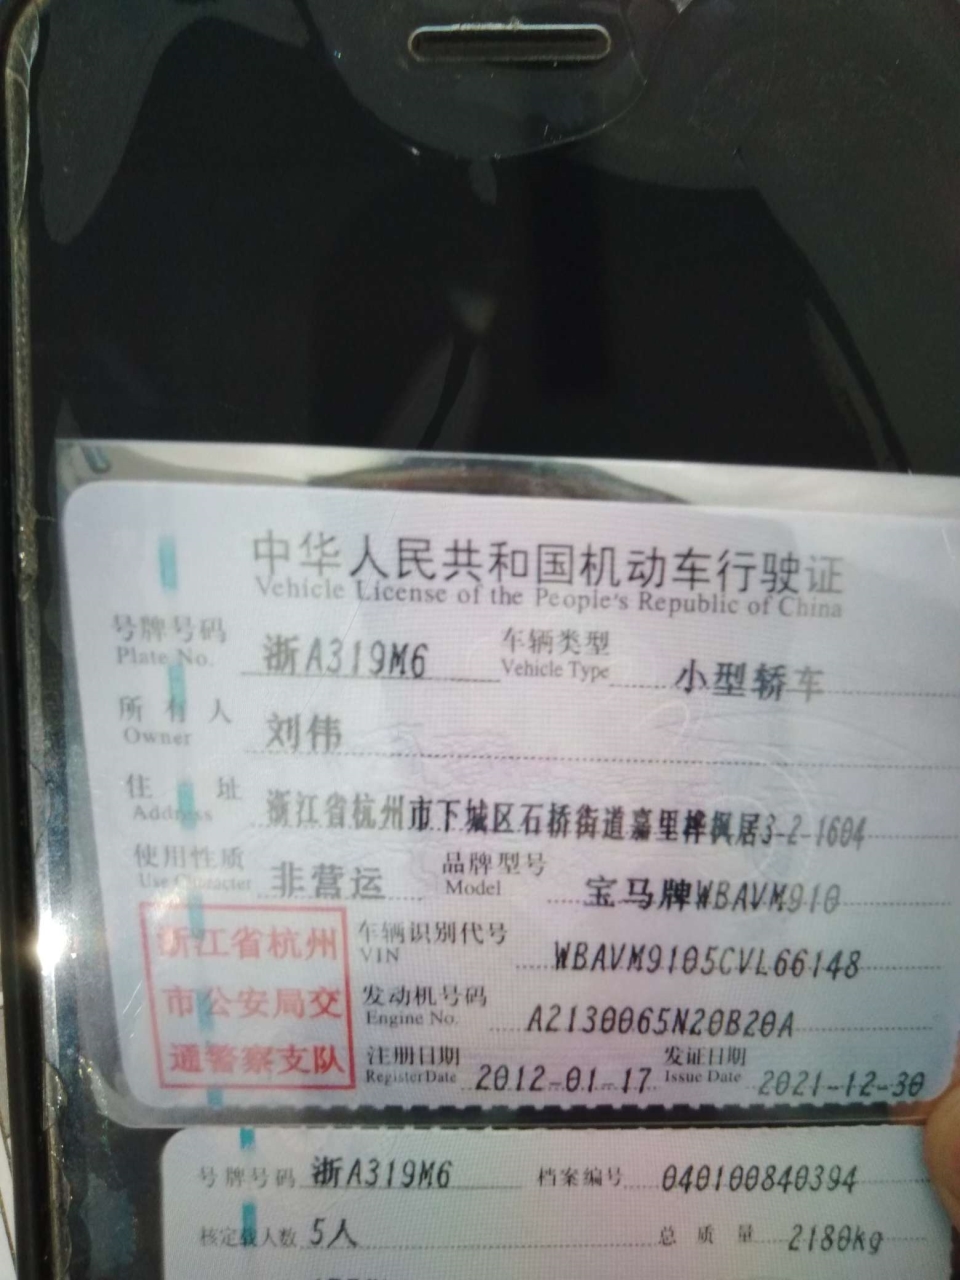 中华人民共和国机动车行驶证
Vehicle License of the People's Republic of China
号牌号码 浙A319M6 车辆类型 小型轿车
Plate No. Vehicle Type
所有人 刘伟
Owner
住址 浙江省杭州市下城区石桥街道嘉里桦枫居3-2-1604
Address
使用性质 非营运 品牌型号 宝马牌WBAVM910
Use Character Model
浙江省杭州 车辆识别代号 WBAVM9105CVL66148
VIN
市公安局交 发动机号码 A2130065N20B20A
Engine No.
通警察支队 注册日期 2012-01-17 发证日期 2021-12-30
Register Date Issue Date
号牌号码 浙A319M6 档案编号 040100840394
核定载人数 5人 总质量 2180kg